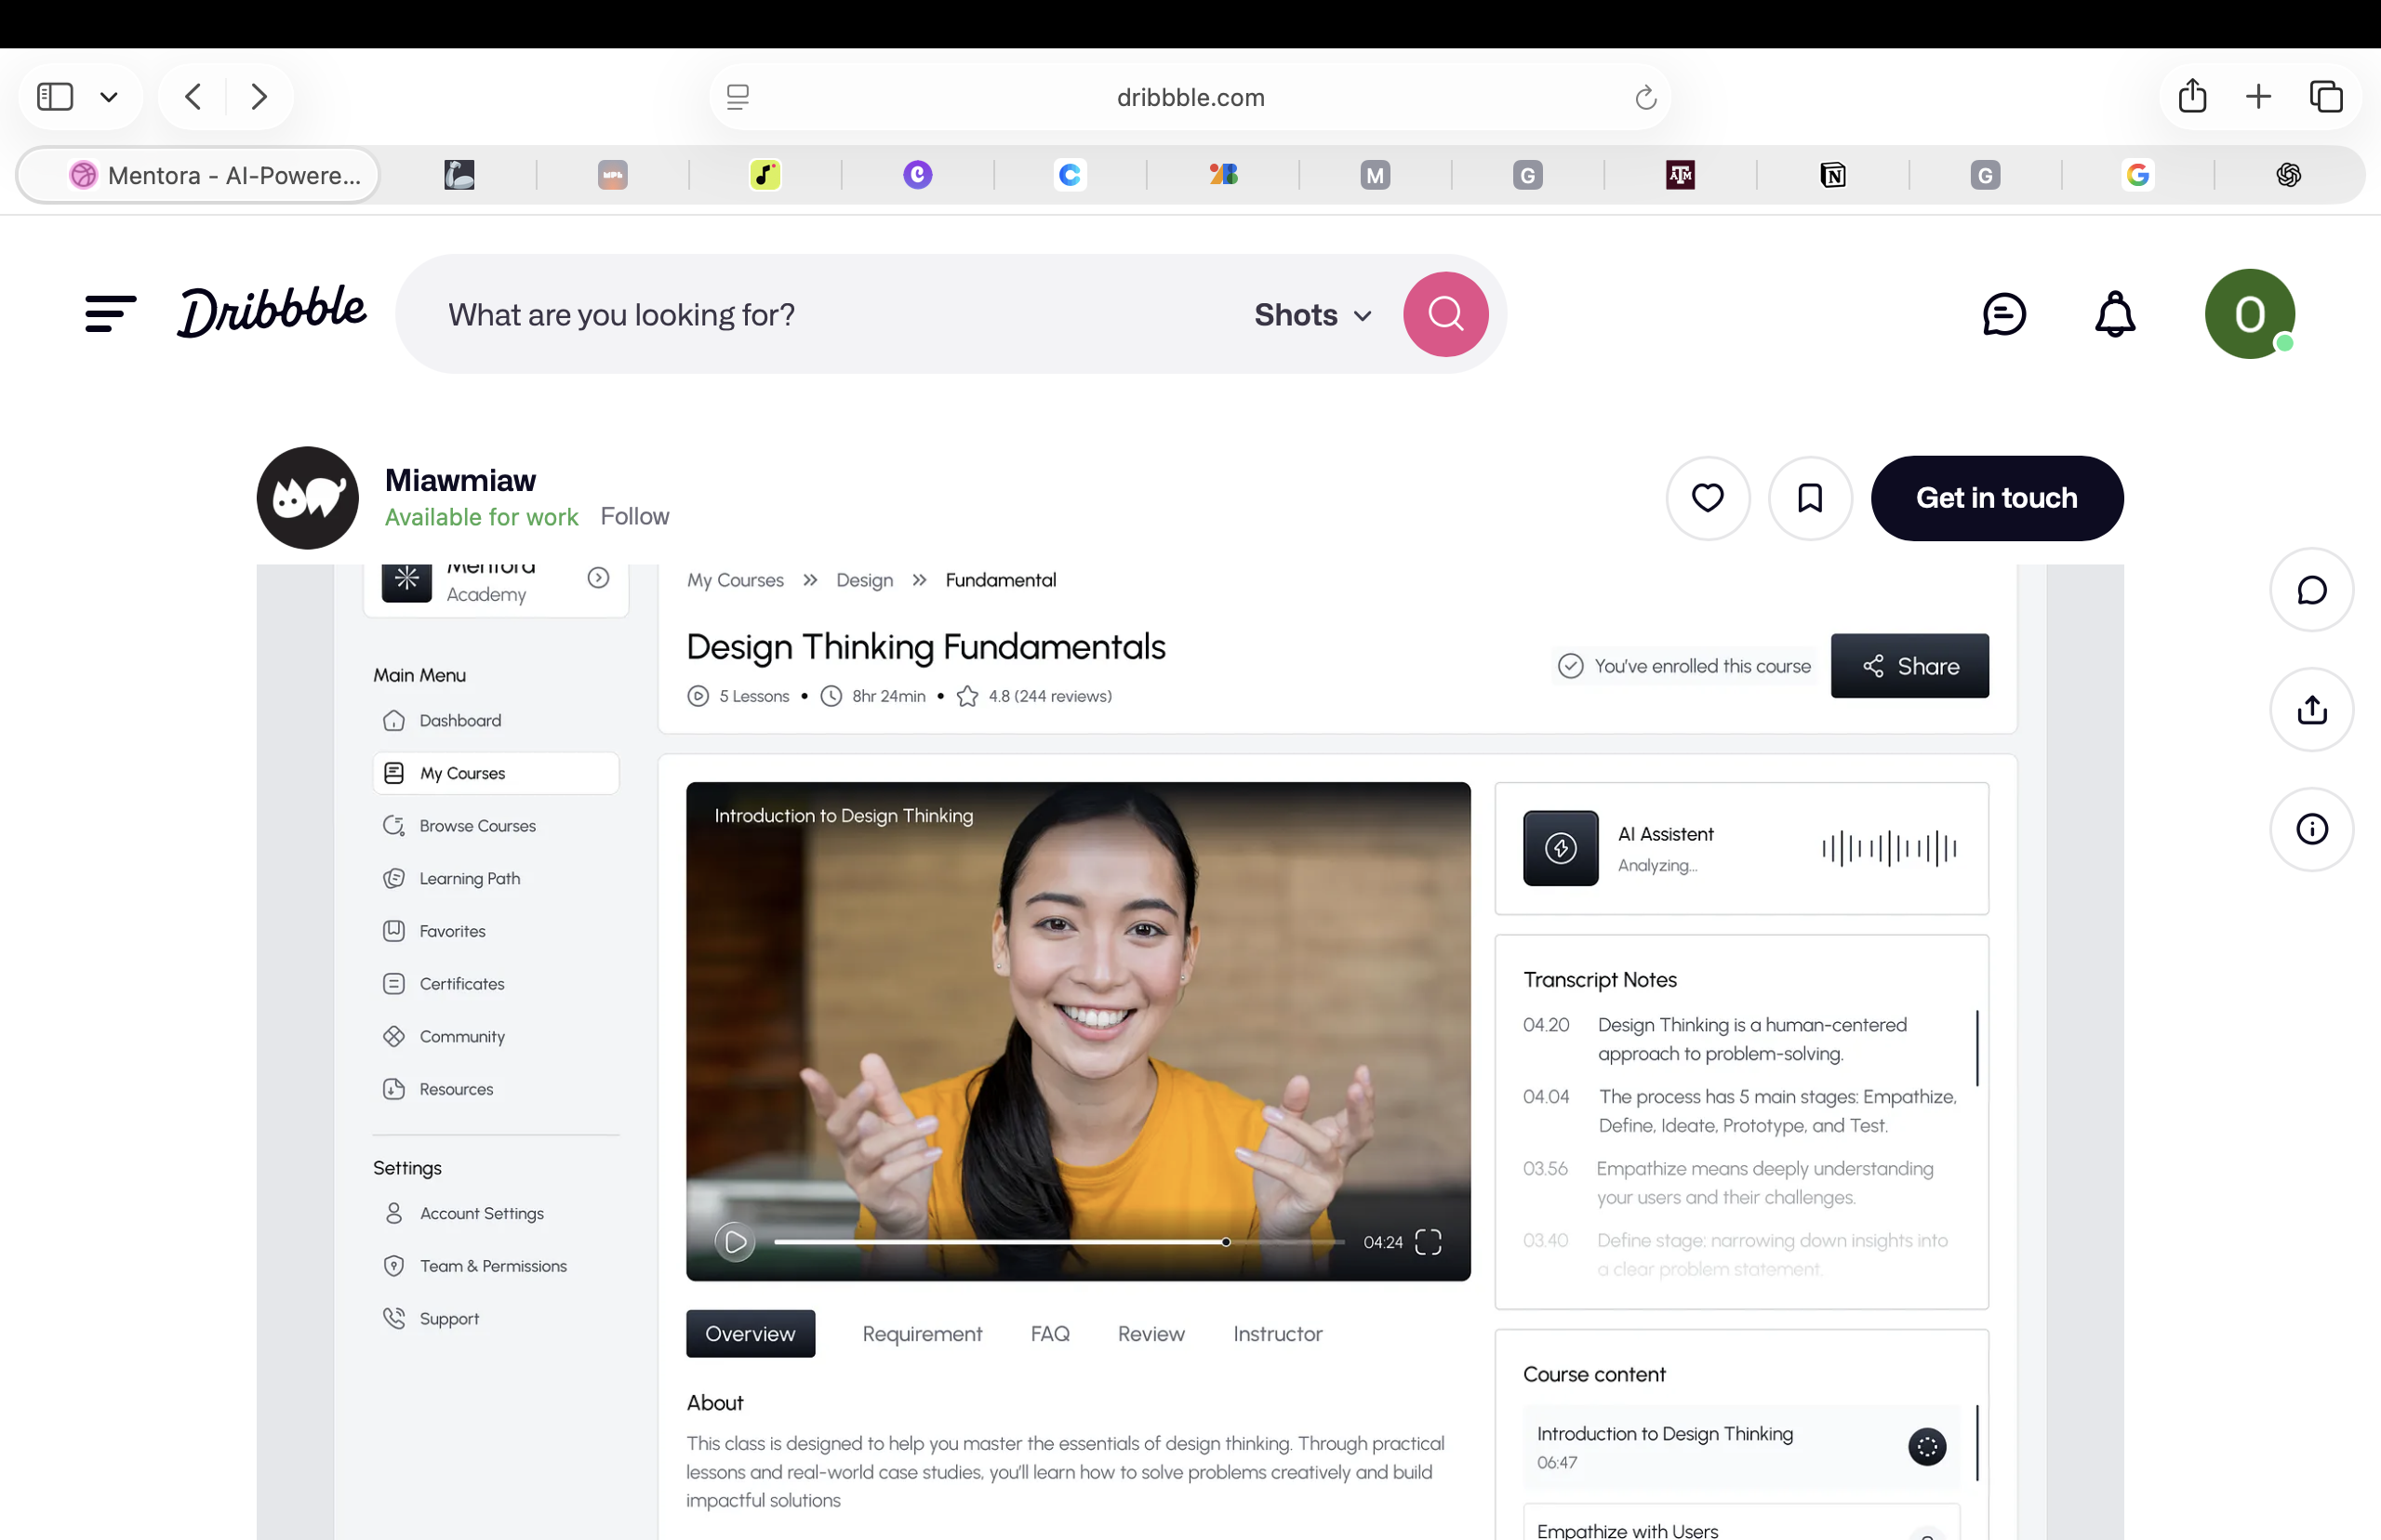 dribbble.com
Mentora - AI-Powere...
M
G
N
G
Dribbble
What are you looking for?
Shots
O
Miawmiaw
Available for work Follow
Get in touch
Mentora
Academy
Main Menu
Dashboard
My Courses
Browse Courses
Learning Path
Favorites
Certificates
Community
Resources
Settings
Account Settings
Team & Permissions
Support
My Courses » Design » Fundamental
Design Thinking Fundamentals
5 Lessons • 8hr 24min • 4.8 (244 reviews)
You've enrolled this course
Share
Introduction to Design Thinking
04:24
Overview Requirement FAQ Review Instructor
About
This class is designed to help you master the essentials of design thinking. Through practical
lessons and real-world case studies, you'll learn how to solve problems creatively and build
impactful solutions
AI Assistent
Analyzing...
Transcript Notes
04.20 Design Thinking is a human-centered
approach to problem-solving.
04.04 The process has 5 main stages: Empathize,
Define, Ideate, Prototype, and Test.
03.56 Empathize means deeply understanding
your users and their challenges.
03.40 Define stage: narrowing down insights into
a clear problem statement.
Course content
Introduction to Design Thinking
06:47
Empathize with Users